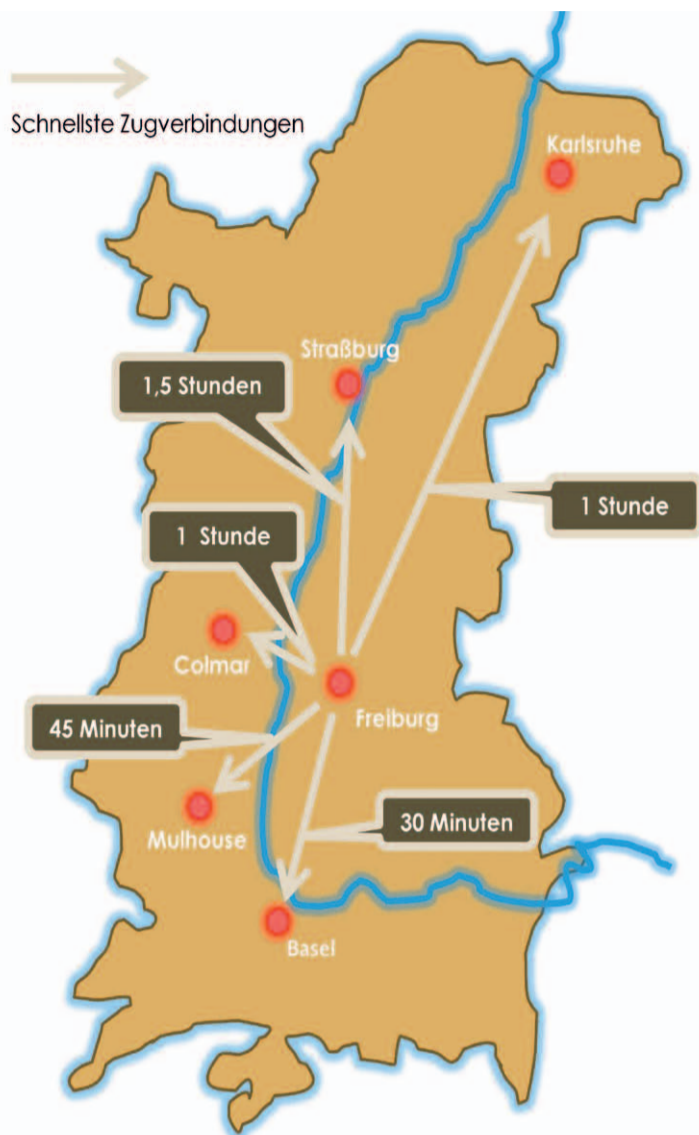 Schnellste Zugverbindungen
Karlsruhe
Straßburg
1,5 Stunden
1 Stunde
1 Stunde
Colmar
Freiburg
45 Minuten
30 Minuten
Mulhouse
Basel